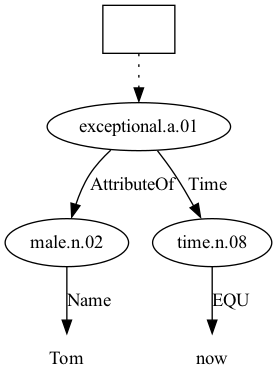 exceptional.a.01
AttributeOf Time
male.n.02 time.n.08
Name EQU
Tom now